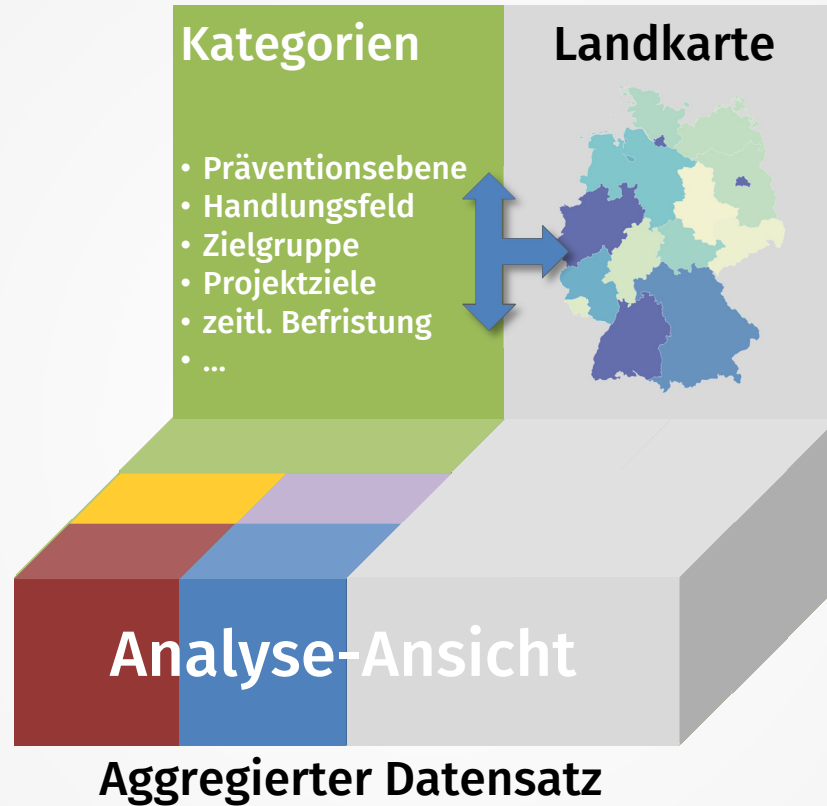 Kategorien
Landkarte
• Präventionsebene
• Handlungsfeld
• Zielgruppe
• Projektziele
• zeitl. Befristung
• ...
Analyse-Ansicht
Aggregierter Datensatz